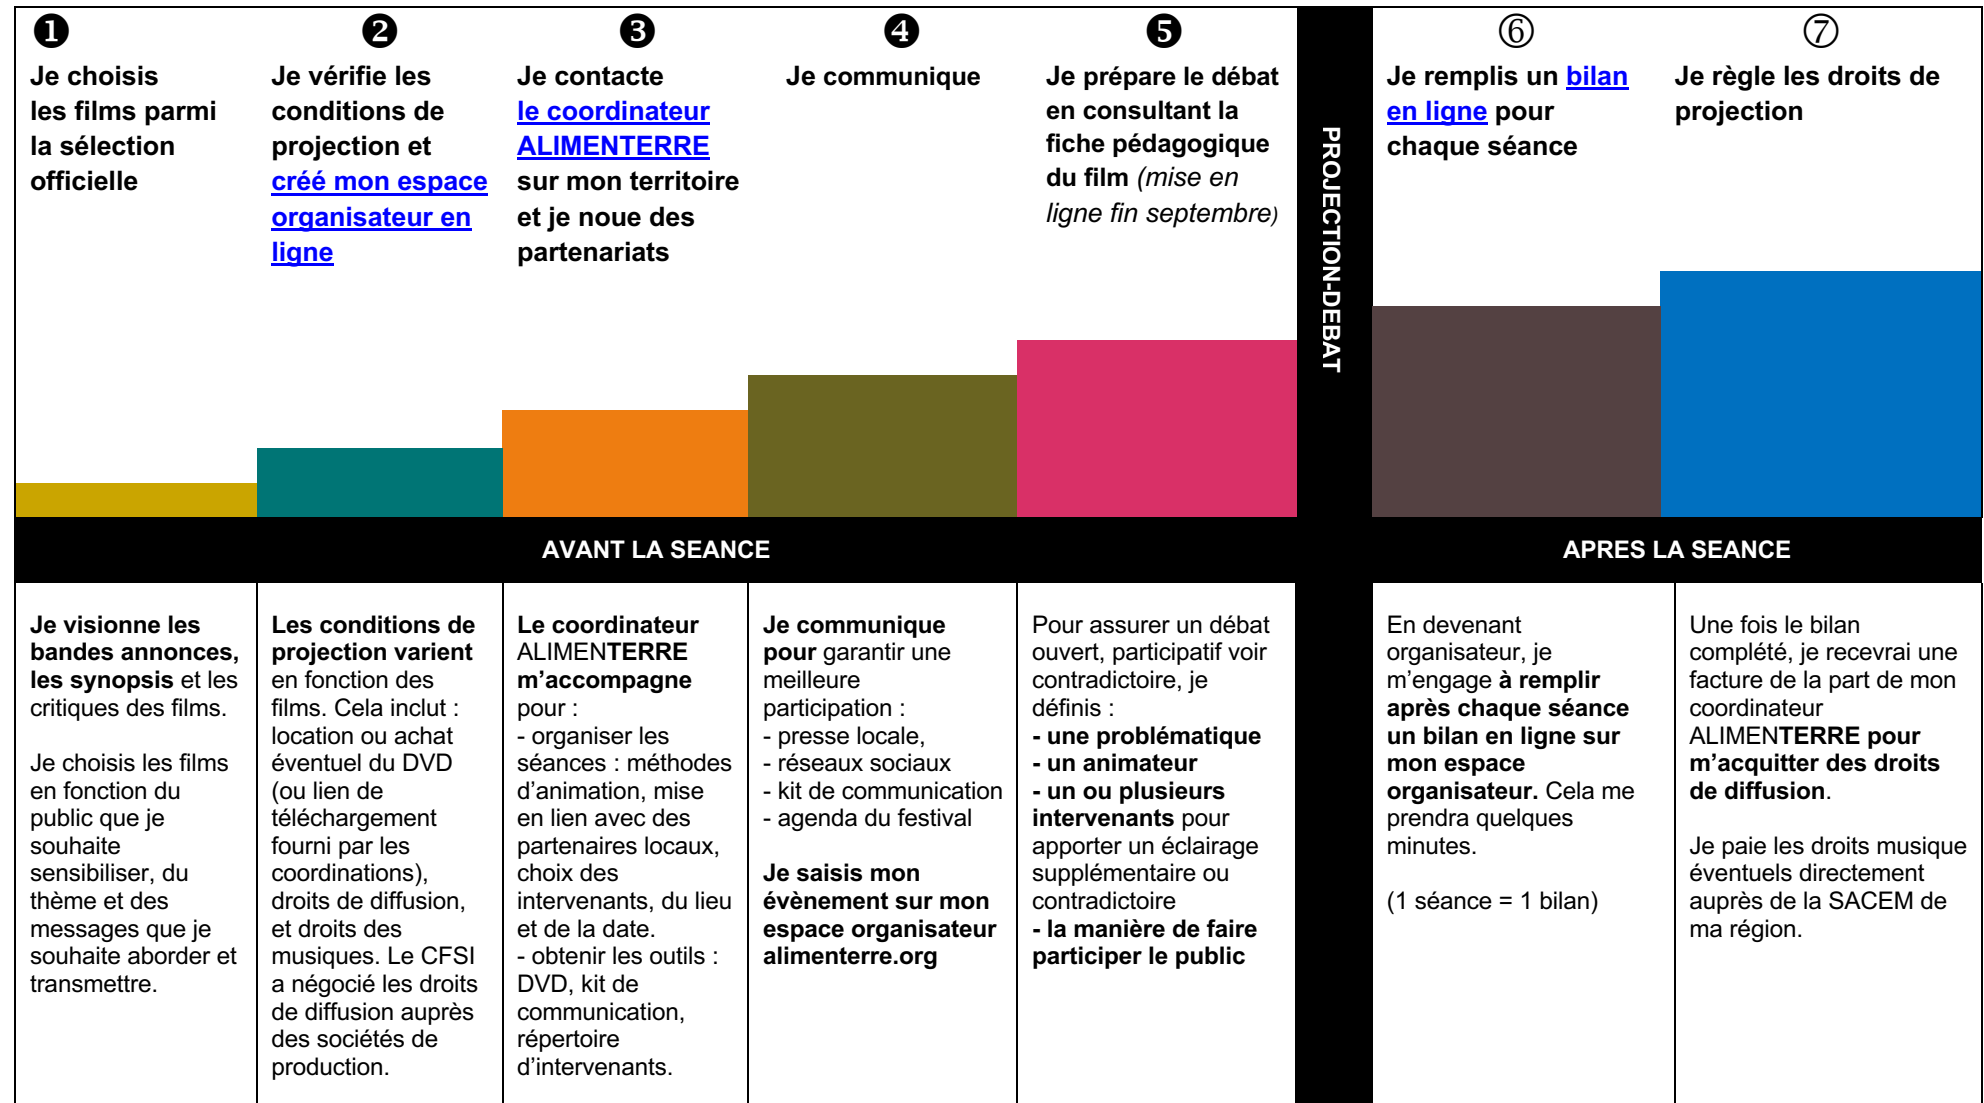 ❶
Je choisis
les films parmi
la sélection
officielle
❷
Je vérifie les
conditions de
projection et
créé mon espace
organisateur en
ligne
❸
Je contacte
le coordinateur
ALIMENTERRE
sur mon territoire
et je noue des
partenariats
❹
Je communique
❺
Je prépare le débat
en consultant la
fiche pédagogique
du film (mise en
ligne fin septembre)
PROJECTION-DEBAT
⑥
Je remplis un bilan
en ligne pour
chaque séance
⑦
Je règle les droits de
projection
AVANT LA SEANCE
APRES LA SEANCE
Je visionne les
bandes annonces,
les synopsis et les
critiques des films.
Je choisis les films
en fonction du
public que je
souhaite
sensibiliser, du
thème et des
messages que je
souhaite aborder et
transmettre.
Les conditions de
projection varient
en fonction des
films. Cela inclut :
location ou achat
éventuel du DVD
(ou lien de
téléchargement
fourni par les
coordinations),
droits de diffusion,
et droits des
musiques. Le CFSI
a négocié les droits
de diffusion auprès
des sociétés de
production.
Le coordinateur
ALIMENTERRE
m’accompagne
pour :
- organiser les
séances : méthodes
d’animation, mise
en lien avec des
partenaires locaux,
choix des
intervenants, du lieu
et de la date.
- obtenir les outils :
DVD, kit de
communication,
répertoire
d’intervenants.
Je communique
pour garantir une
meilleure
participation :
- presse locale,
- réseaux sociaux
- kit de communication
- agenda du festival
Je saisis mon
évènement sur mon
espace organisateur
alimenterre.org
Pour assurer un débat
ouvert, participatif voir
contradictoire, je
définis :
- une problématique
- un animateur
- un ou plusieurs
intervenants pour
apporter un éclairage
supplémentaire ou
contradictoire
- la manière de faire
participer le public
En devenant
organisateur, je
m’engage à remplir
après chaque séance
un bilan en ligne sur
mon espace
organisateur. Cela me
prendra quelques
minutes.
(1 séance = 1 bilan)
Une fois le bilan
complété, je recevrai une
facture de la part de mon
coordinateur
ALIMENTERRE pour
m’acquitter des droits
de diffusion.
Je paie les droits musique
éventuels directement
auprès de la SACEM de
ma région.